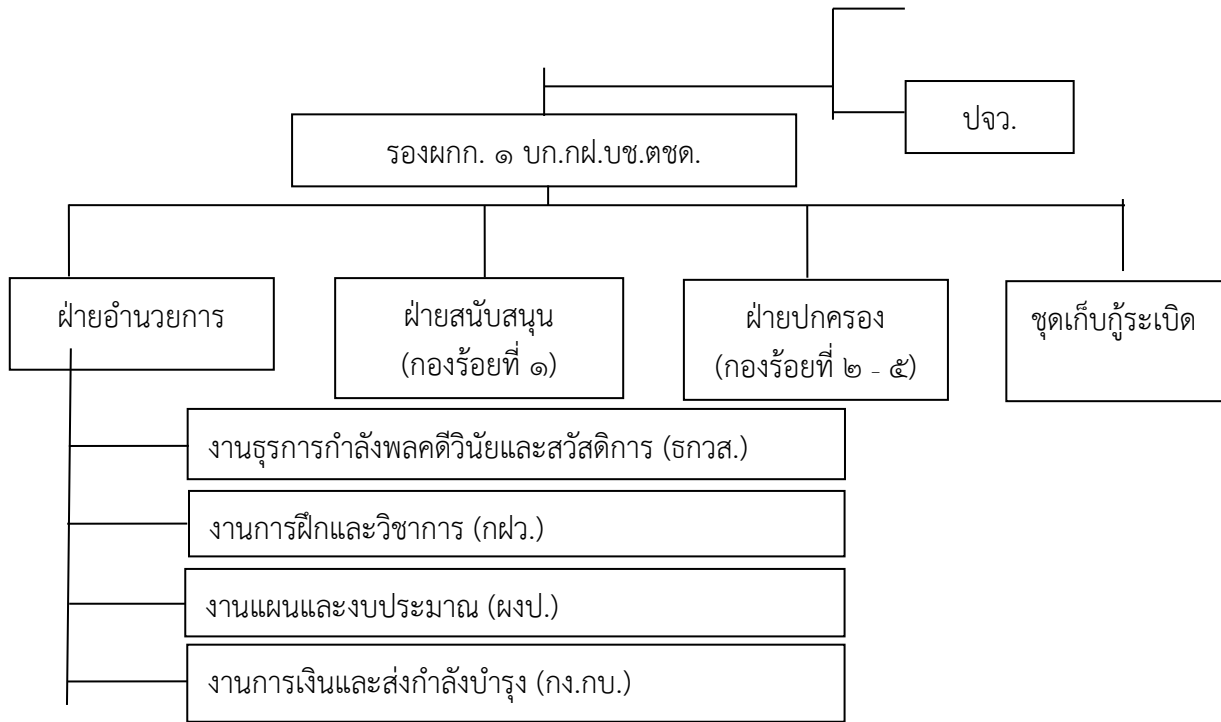 ปจว.
รองผกก. ๑ บก.กฝ.บช.ตชด.
ฝ่ายอำนวยการ
ฝ่ายสนับสนุน
(กองร้อยที่ ๑)
ฝ่ายปกครอง
(กองร้อยที่ ๒ - ๕)
ชุดเก็บกู้ระเบิด
งานธุรการกำลังพลคดีวินัยและสวัสดิการ (ธกวส.)
งานการฝึกและวิชาการ (กฝว.)
งานแผนและงบประมาณ (ผงป.)
งานการเงินและส่งกำลังบำรุง (กง.กบ.)